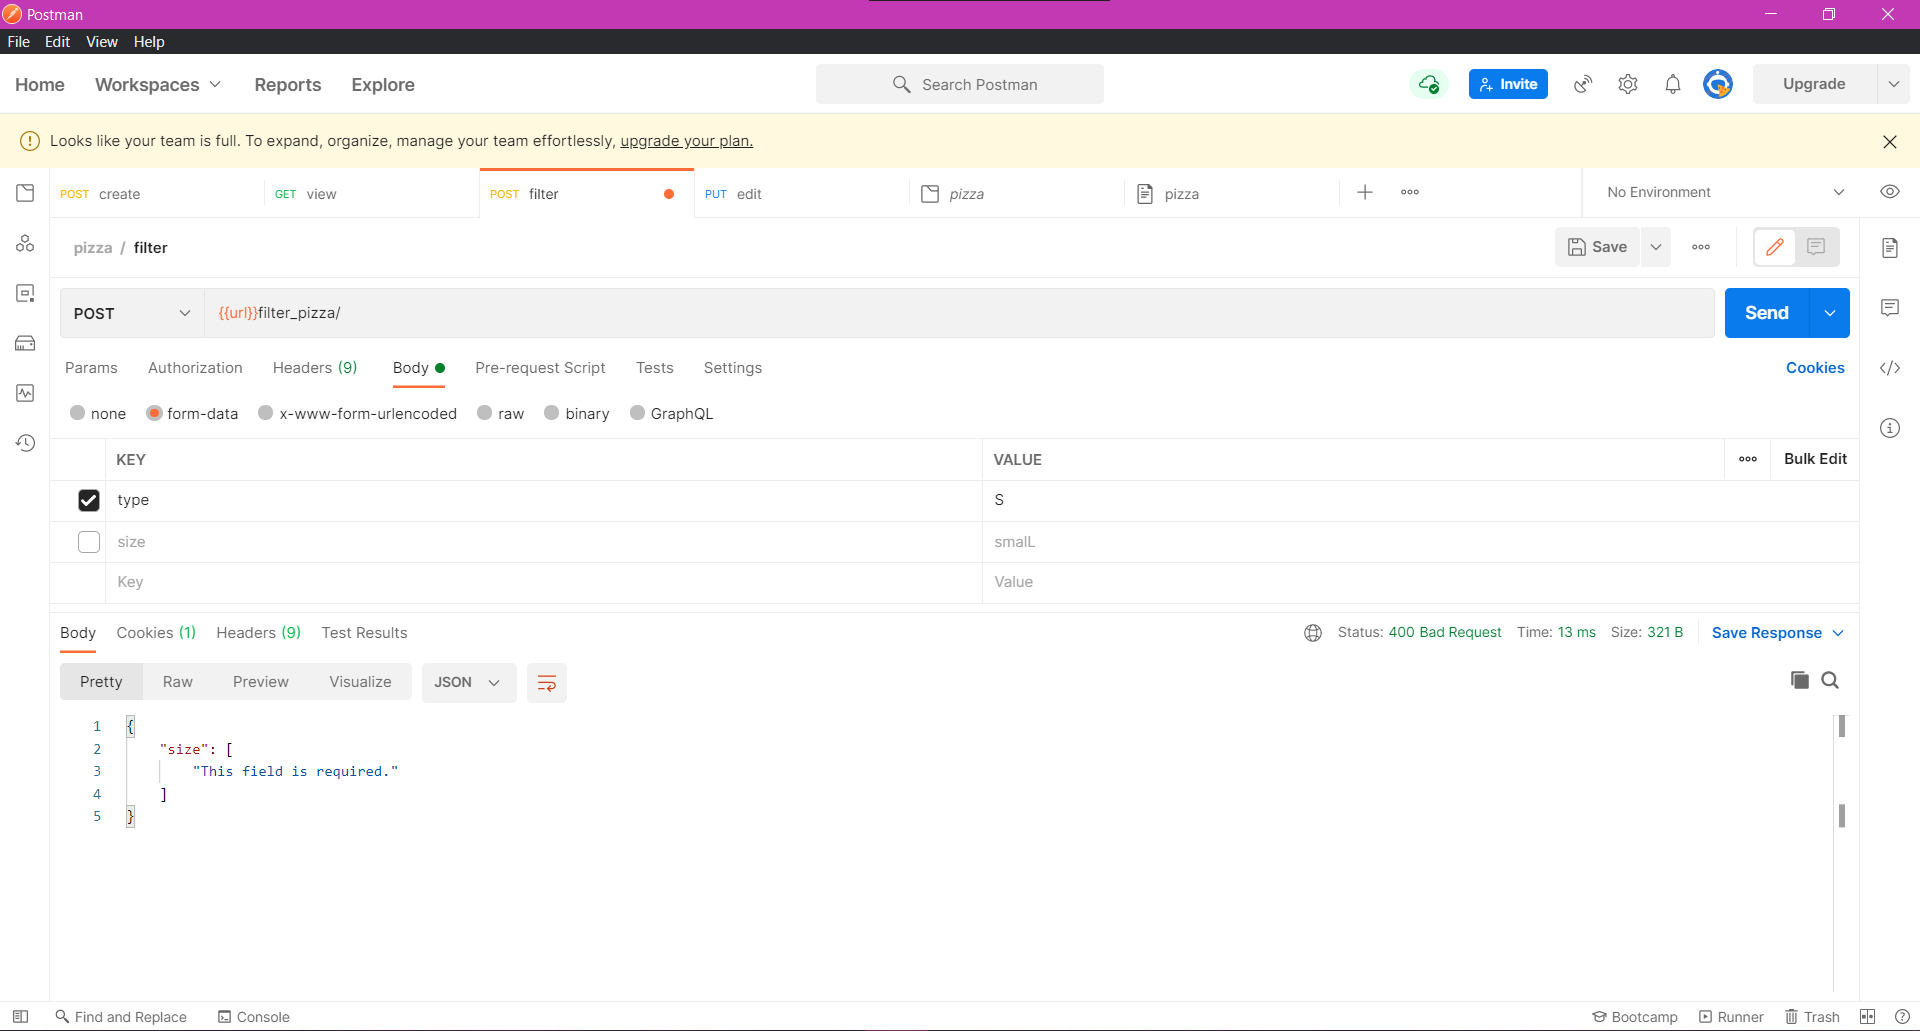 Postman
File Edit View Help
Home Workspaces Reports Explore Search Postman Invite Upgrade
Looks like your team is full. To expand, organize, manage your team effortlessly, upgrade your plan.
POST create GET view POST filter PUT edit pizza pizza No Environment
pizza / filter Save
POST {{url}}filter_pizza/ Send
Params Authorization Headers (9) Body Pre-request Script Tests Settings Cookies
none form-data x-www-form-urlencoded raw binary GraphQL
KEY VALUE Bulk Edit
type S
size smalL
Key Value
Body Cookies (1) Headers (9) Test Results Status: 400 Bad Request Time: 13 ms Size: 321 B Save Response
Pretty Raw Preview Visualize JSON
1 {
2 "size": [
3 "This field is required."
4 ]
5 }
Find and Replace Console Bootcamp Runner Trash